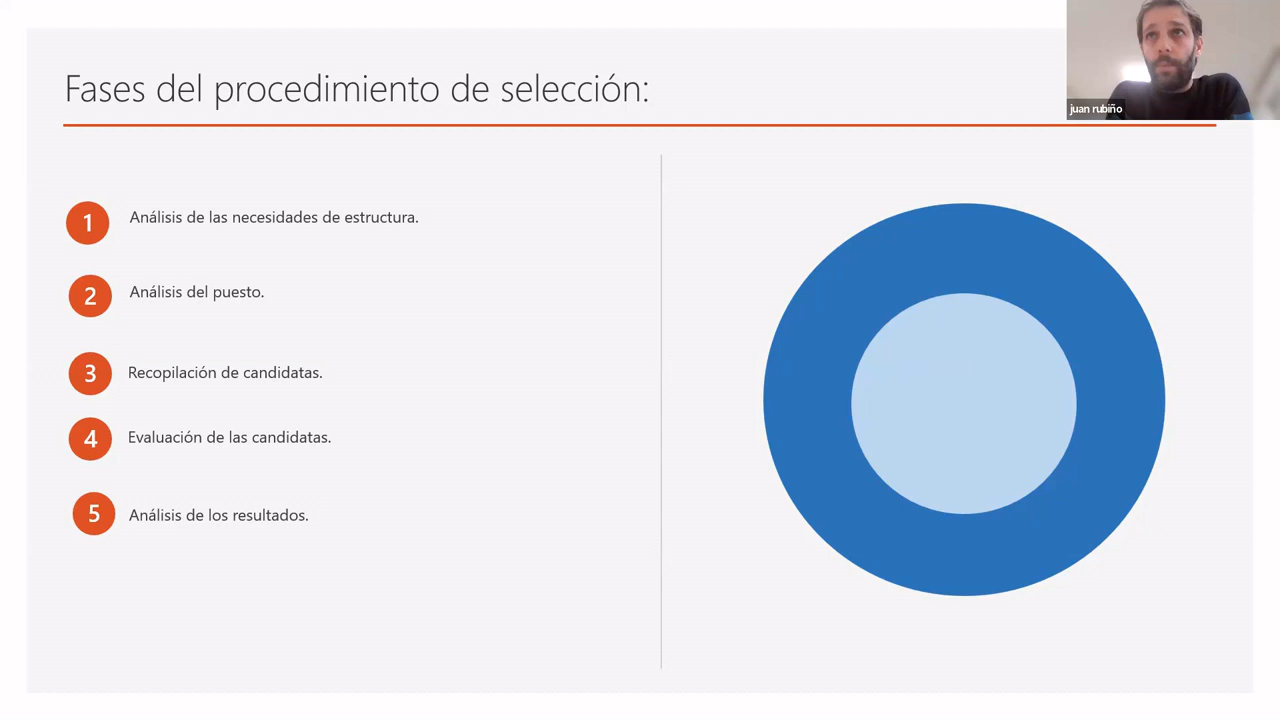 Fases del procedimiento de selección:
juan rubiño
1 Análisis de las necesidades de estructura.
2 Análisis del puesto.
3 Recopilación de candidatas.
4 Evaluación de las candidatas.
5 Análisis de los resultados.